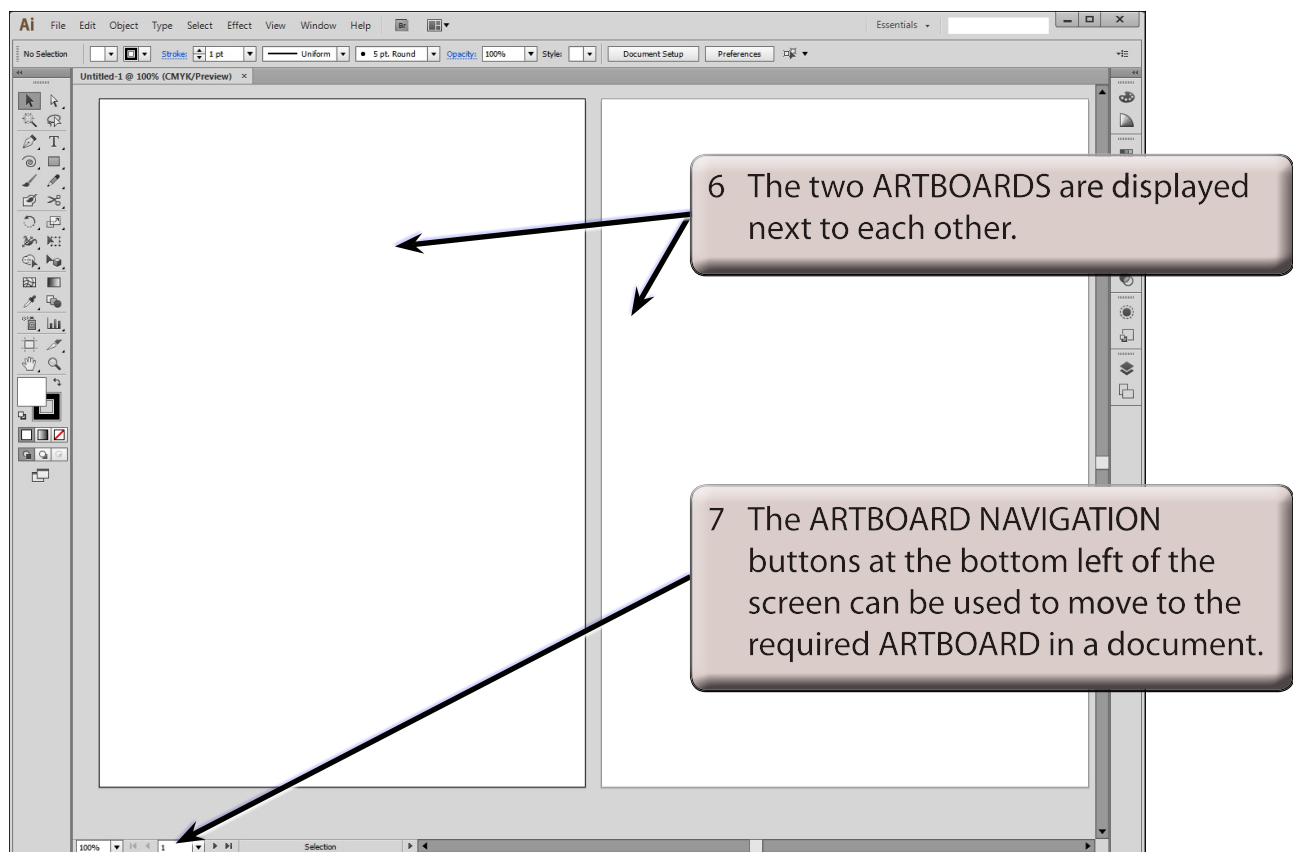 Ai File Edit Object Type Select Effect View Window Help Br Essentials
No Selection Stroke: 1 pt Uniform 5 pt. Round Opacity: 100% Style: Document Setup Preferences
Untitled-1 @ 100% (CMYK/Preview) ×
T
6 The two ARTBOARDS are displayed
next to each other.
7 The ARTBOARD NAVIGATION
buttons at the bottom left of the
screen can be used to move to the
required ARTBOARD in a document.
100% 1 Selection